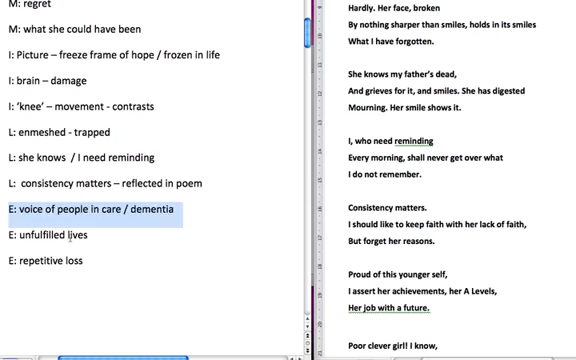 M: regret
M: what she could have been
I: Picture – freeze frame of hope / frozen in life
I: brain – damage
I: ‘knee’ – movement - contrasts
L: enmeshed - trapped
L: she knows / I need reminding
L: consistency matters – reflected in poem
E: voice of people in care / dementia
E: unfulfilled lives
E: repetitive loss
Hardly. Her face, broken
By nothing sharper than smiles, holds in its smiles
What I have forgotten.
She knows my father’s dead,
And grieves for it, and smiles. She has digested
Mourning. Her smile shows it.
I, who need reminding
Every morning, shall never get over what
I do not remember.
Consistency matters.
I should like to keep faith with her lack of faith,
But forget her reasons.
Proud of this younger self,
I assert her achievements, her A Levels,
Her job with a future.
Poor clever girl! I know,